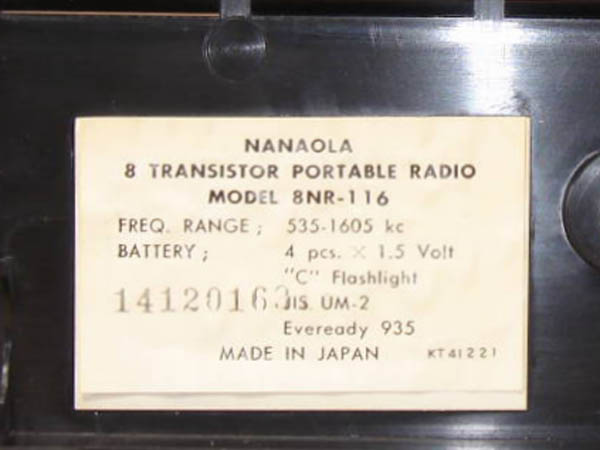 NANAOLA
8 TRANSISTOR PORTABLE RADIO
MODEL 8NR-116
FREQ. RANGE ; 535-1605 kc
BATTERY ; 4 pcs. × 1.5 Volt
"C" Flashlight
14120163 JIS. UM-2
Eveready 935
MADE IN JAPAN KT41221